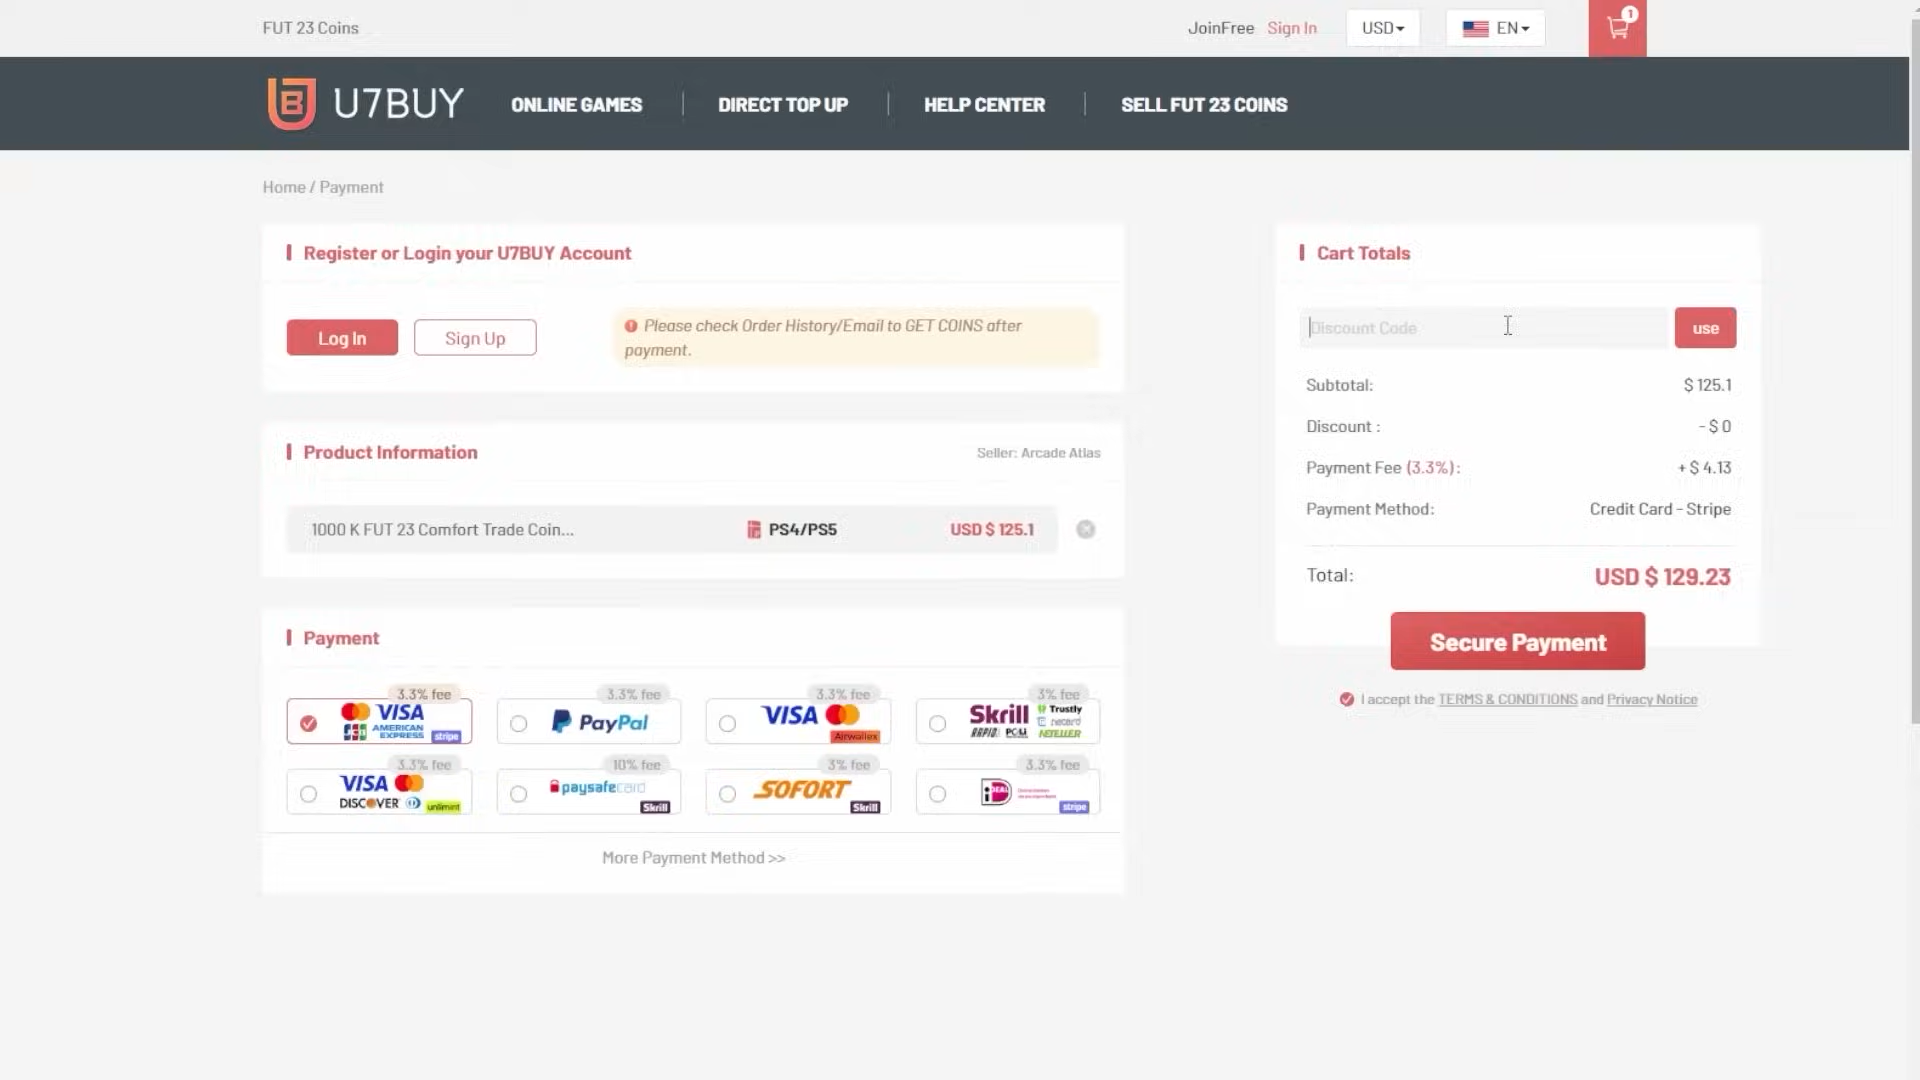 FUT 23 Coins
JoinFree Sign In USD EN 1
U7BUY ONLINE GAMES DIRECT TOP UP HELP CENTER SELL FUT 23 COINS
Home / Payment
Register or Login your U7BUY Account
Log In Sign Up
Please check Order History/Email to GET COINS after
payment.
Product Information Seller: Arcade Atlas
1000 K FUT 23 Comfort Trade Coin... PS4/PS5 USD $ 125.1
Payment
3.3% fee 3.3% fee 3.3% fee 3% fee
VISA AMERICAN EXPRESS JCB stripe
PayPal
VISA Airwallex
Skrill Trustly RAPID POLi NETELLER
3.3% fee 10% fee 3% fee 3.3% fee
VISA DISCOVER unlimint
paysafecard Skrill
SOFORT Skrill
iDEAL stripe
More Payment Method >>
Cart Totals
Discount Code use
Subtotal: $ 125.1
Discount : - $ 0
Payment Fee (3.3%): + $ 4.13
Payment Method: Credit Card - Stripe
Total: USD $ 129.23
Secure Payment
I accept the TERMS & CONDITIONS and Privacy Notice